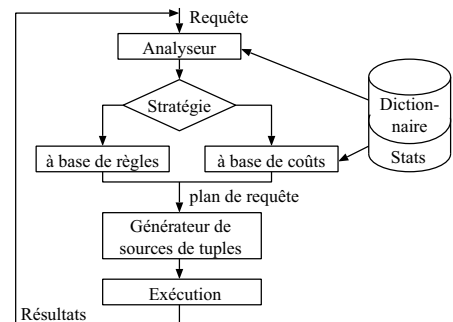 Requête
Analyseur
Stratégie
Diction-
naire
Stats
à base de règles
à base de coûts
plan de requête
Générateur de
sources de tuples
Exécution
Résultats